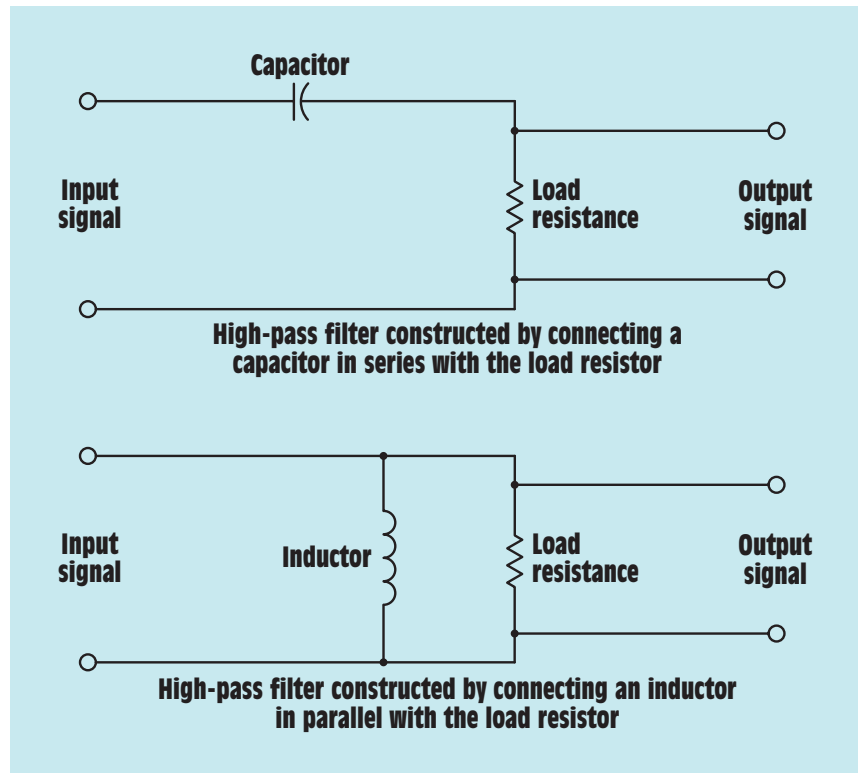 Capacitor
Input
signal
Load
resistance
Output
signal
High-pass filter constructed by connecting a
capacitor in series with the load resistor
Input
signal
Inductor
Load
resistance
Output
signal
High-pass filter constructed by connecting an inductor
in parallel with the load resistor